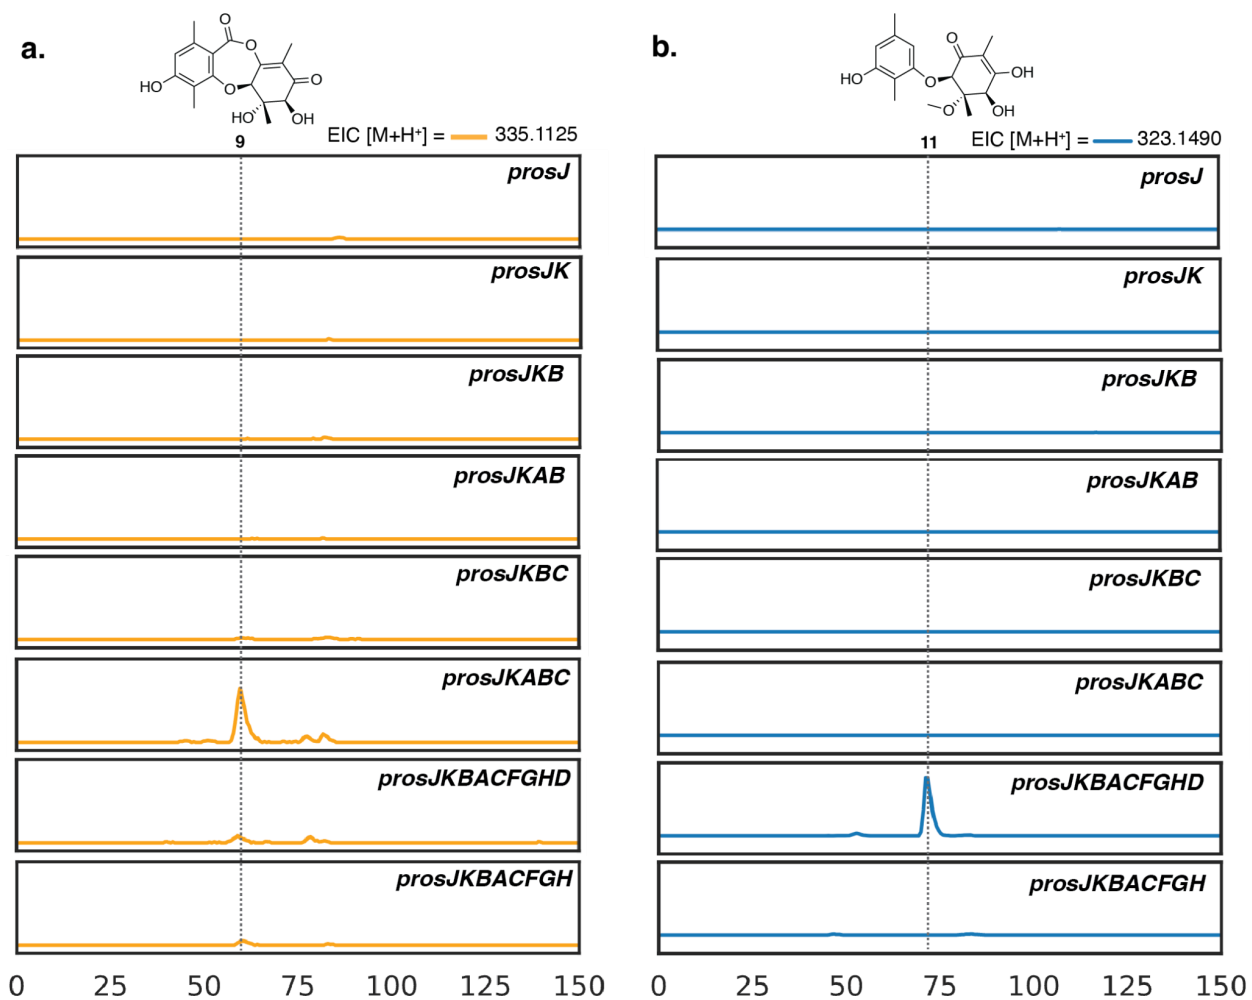 a.
O
O
HO
O
O
HO
OH
9
EIC [M+H⁺] = 335.1125
prosJ
prosJK
prosJKB
prosJKAB
prosJKBC
prosJKABC
prosJKBACFGHD
prosJKBACFGH
0 25 50 75 100 125 150
b.
O
HO
O
OH
O
OH
11
EIC [M+H⁺] = 323.1490
prosJ
prosJK
prosJKB
prosJKAB
prosJKBC
prosJKABC
prosJKBACFGHD
prosJKBACFGH
0 25 50 75 100 125 150